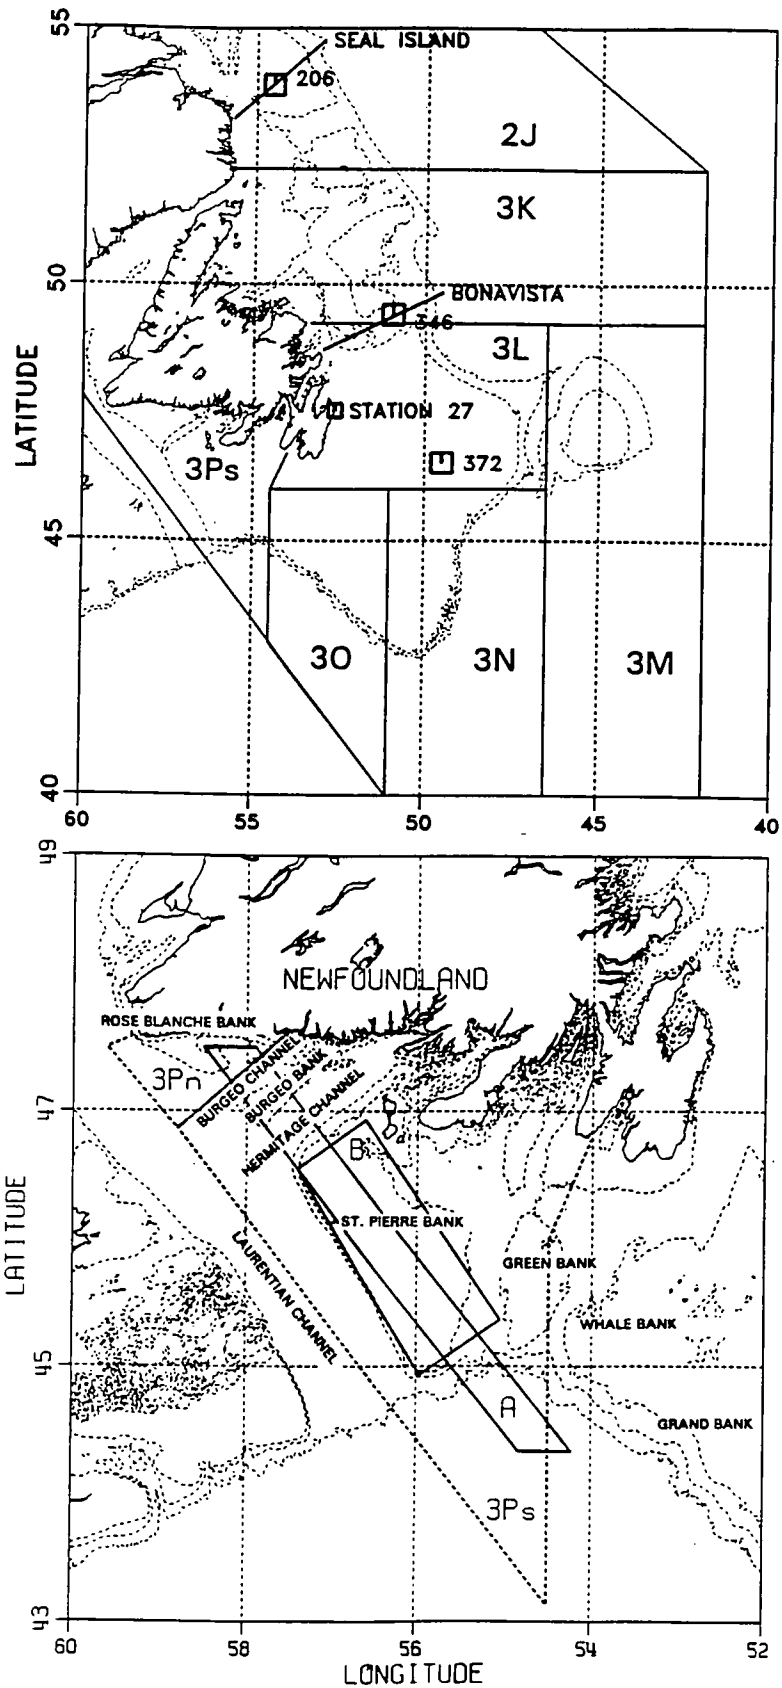 55
SEAL ISLAND
206
2J
3K
50
BONAVISTA
346
3L
LATITUDE
STATION 27
3Ps
372
45
3O
3N
3M
40
60
55
50
45
40
49
NEWFOUNDLAND
ROSE BLANCHE BANK
3Pn
BURGEO CHANNEL
BURGEO BANK
HERMITAGE CHANNEL
47
B
LATITUDE
ST. PIERRE BANK
LAURENTIAN CHANNEL
GREEN BANK
WHALE BANK
45
A
GRAND BANK
3Ps
43
60
58
56
54
52
LONGITUDE